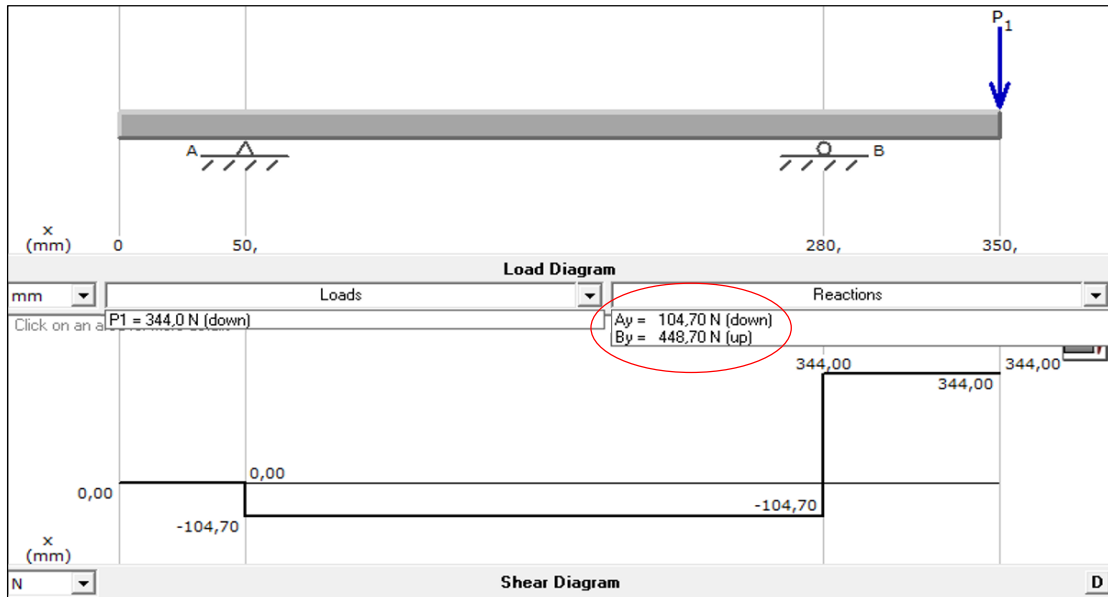 P1
A
B
x
(mm)
0
50,
280,
350,
Load Diagram
mm
Loads
Reactions
P1 = 344,0 N (down)
Click on an a
Ay = 104,70 N (down)
By = 448,70 N (up)
344,00
344,00
344,00
0,00
0,00
-104,70
-104,70
x
(mm)
N
Shear Diagram
D